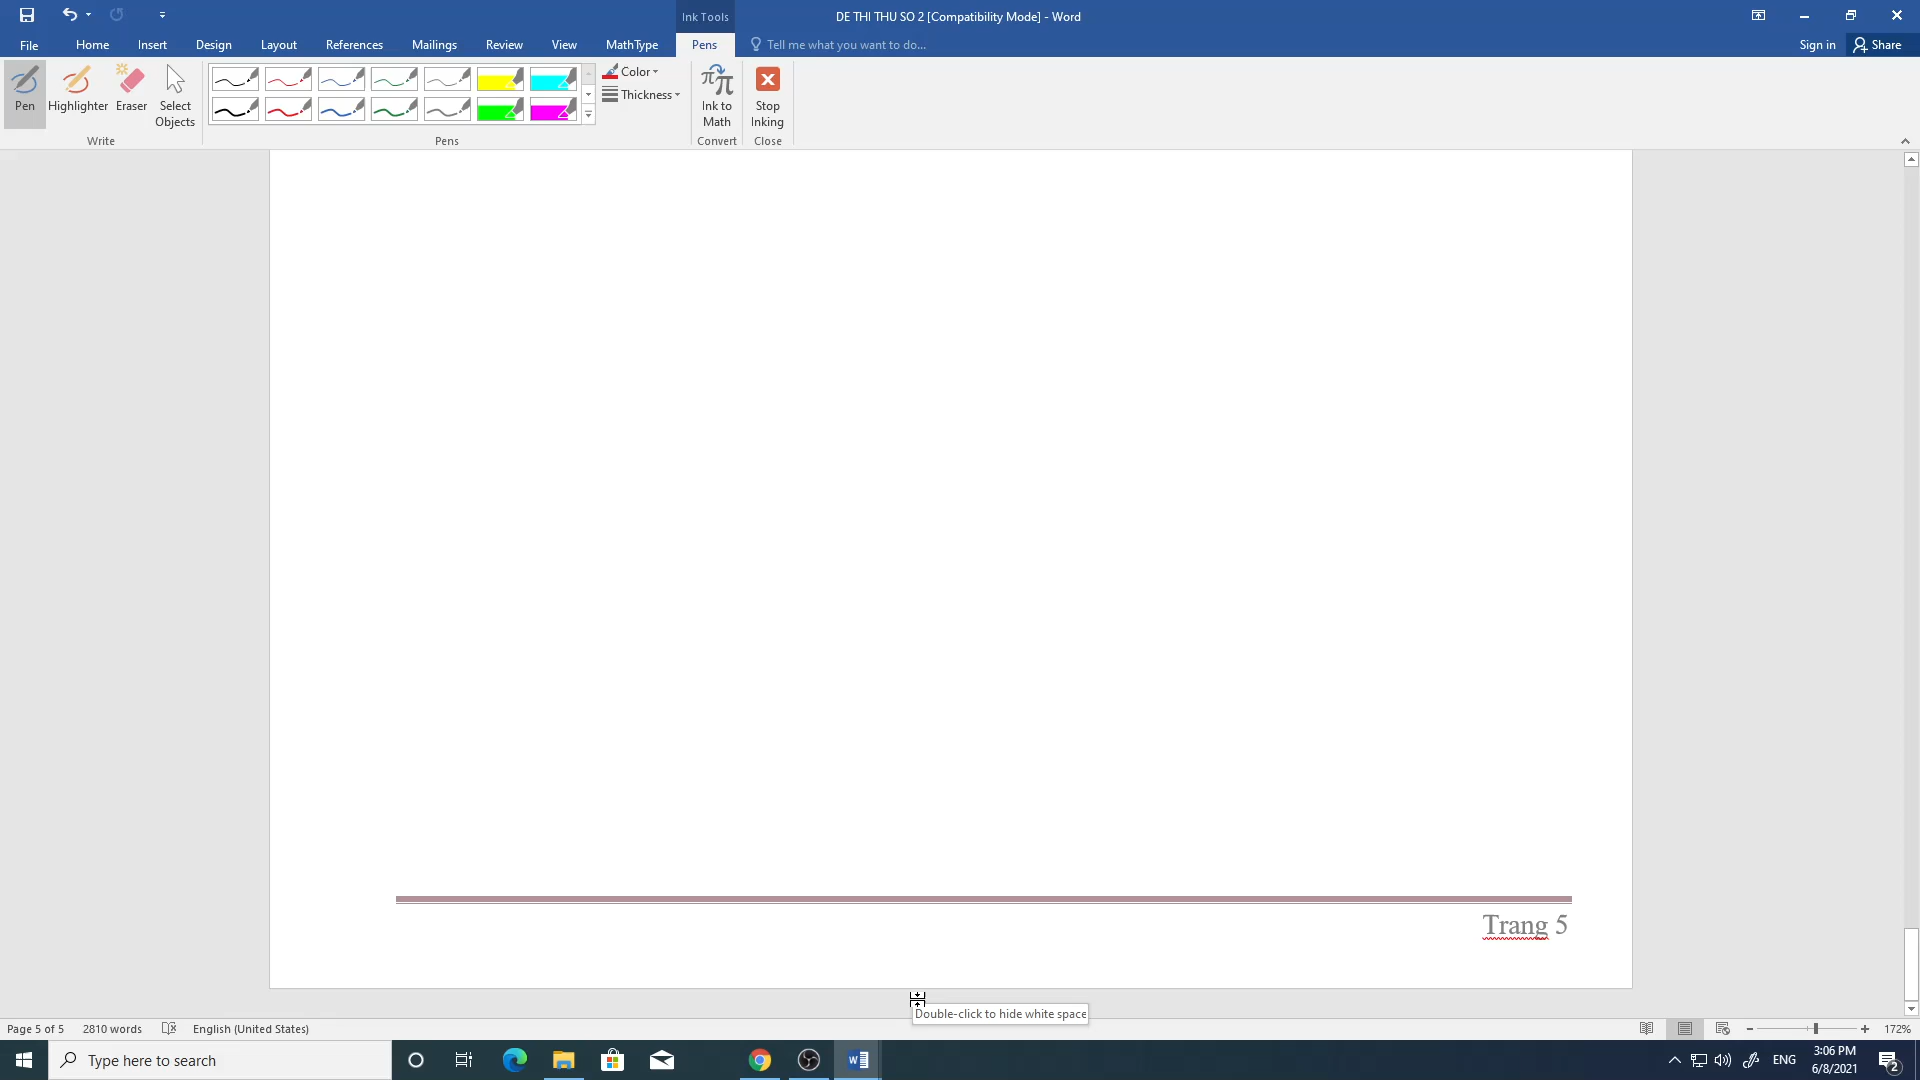 Ink Tools
DE THI THU SO 2 [Compatibility Mode] - Word
File Home Insert Design Layout References Mailings Review View MathType Pens Tell me what you want to do... Sign in Share
Pen Highlighter Eraser Select Objects
Color
Thickness
Ink to Math
Stop Inking
Write Pens Convert Close
Trang 5
Double-click to hide white space
Page 5 of 5 2810 words English (United States) 172%
Type here to search
ENG
3:06 PM
6/8/2021
2